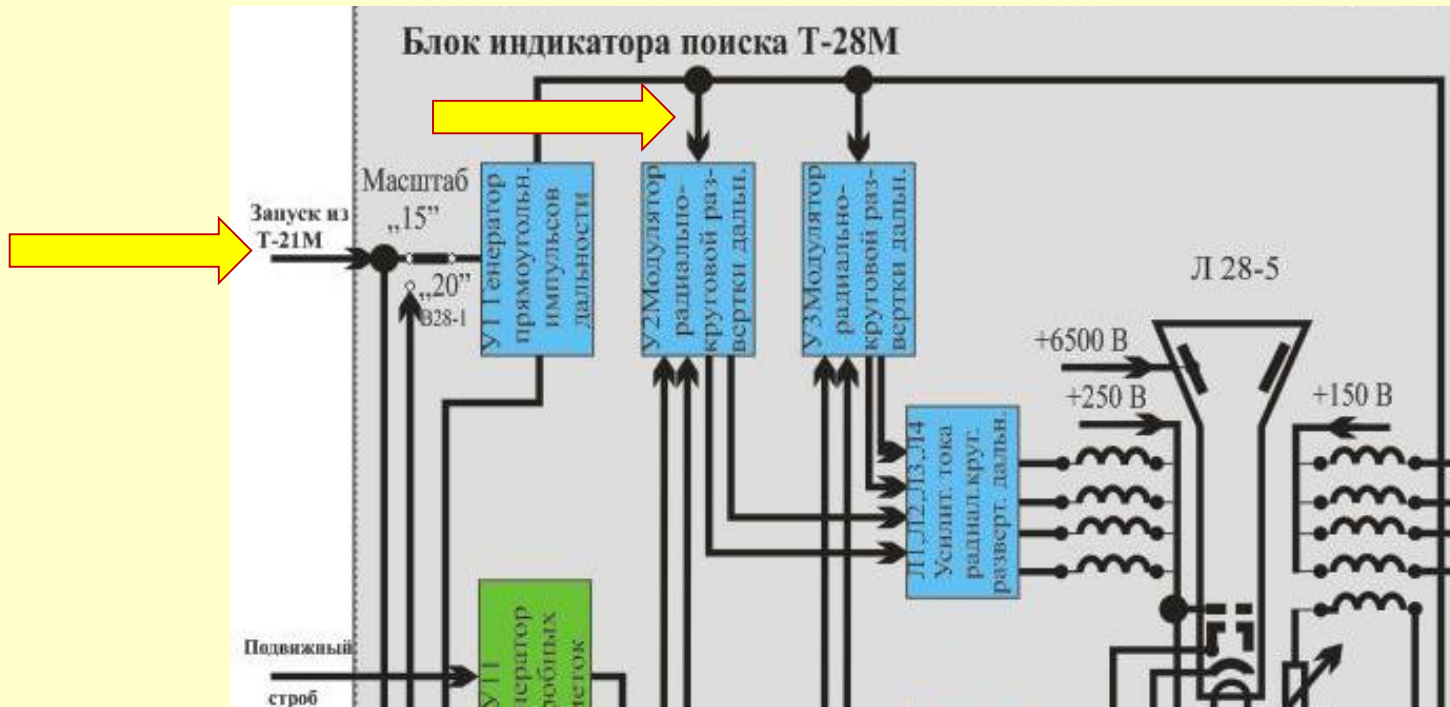 Блок индикатора поиска Т-28М
Масштаб
„15”
Запуск из
Т-21М
„20”
В28-1
У1 Генератор
прямоугольн.
импульсов
дальности
У2Модулятор
радиально-
круговой раз-
вертки дальн.
У3Модулятор
радиально-
круговой раз-
вертки дальн.
Л 28-5
+6500 В
+250 В
+150 В
Л1,Л2,Л3,Л4
Усилит. тока
радиал.круг.
разверт. дальн.
Подвижный
строб